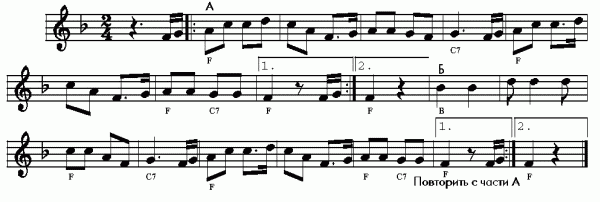 А
2 4
F C7 F
1. 2. Б
F C7 F F B
1. 2.
F C7 F F C7 F F
Повторить с части А